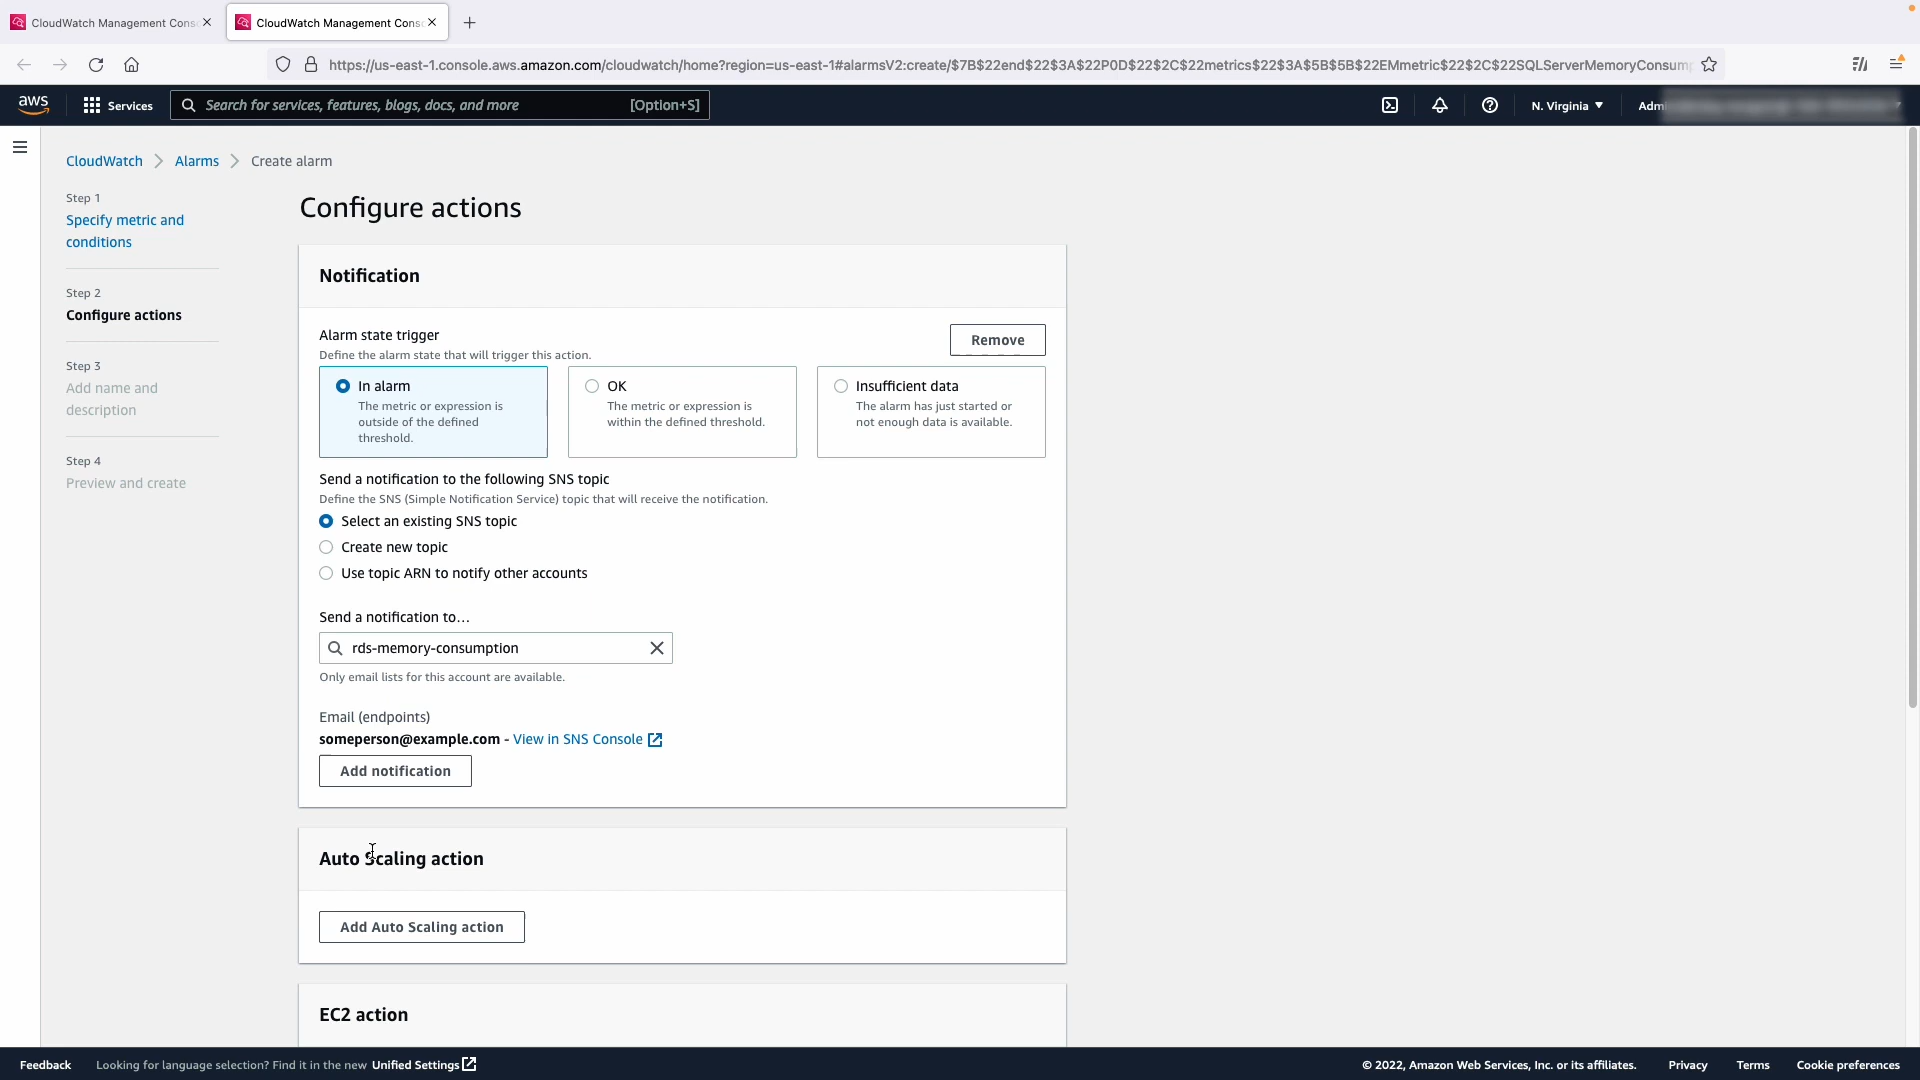 CloudWatch Management Cons
CloudWatch Management Cons
https://us-east-1.console.aws.amazon.com/cloudwatch/home?region=us-east-1#alarmsV2:create/$7B$22end$22$3A$22P0D$22$2C$22metrics$22$3A$5B$5B$22EMmetric$22$2C$22SQLServerMemoryConsum
aws
Services
Search for services, features, blogs, docs, and more
[Option+S]
N. Virginia
Adm
CloudWatch
Alarms
Create alarm
Step 1
Specify metric and
conditions
Step 2
Configure actions
Step 3
Add name and
description
Step 4
Preview and create
Configure actions
Notification
Alarm state trigger
Define the alarm state that will trigger this action.
Remove
In alarm
The metric or expression is
outside of the defined
threshold.
OK
The metric or expression is
within the defined threshold.
Insufficient data
The alarm has just started or
not enough data is available.
Send a notification to the following SNS topic
Define the SNS (Simple Notification Service) topic that will receive the notification.
Select an existing SNS topic
Create new topic
Use topic ARN to notify other accounts
Send a notification to…
rds-memory-consumption
Only email lists for this account are available.
Email (endpoints)
someperson@example.com - View in SNS Console
Add notification
Auto Scaling action
Add Auto Scaling action
EC2 action
Feedback
Looking for language selection? Find it in the new Unified Settings
© 2022, Amazon Web Services, Inc. or its affiliates.
Privacy
Terms
Cookie preferences